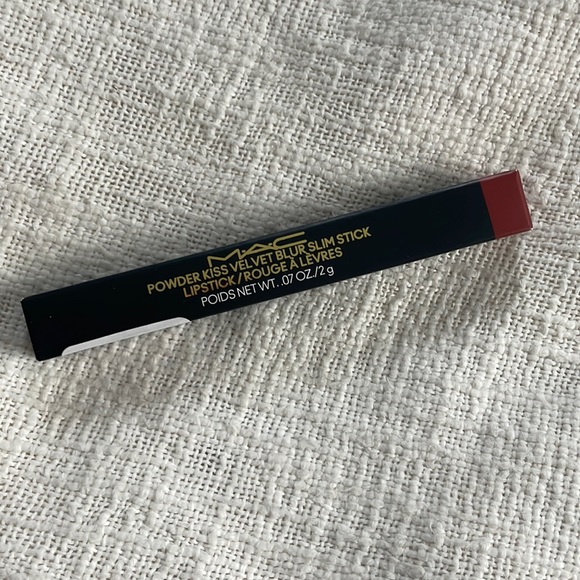 MAC
POWDER KISS VELVET BLUR SLIM STICK
LIPSTICK / ROUGE À LÈVRES
POIDS NET WT. .07 OZ./2 g